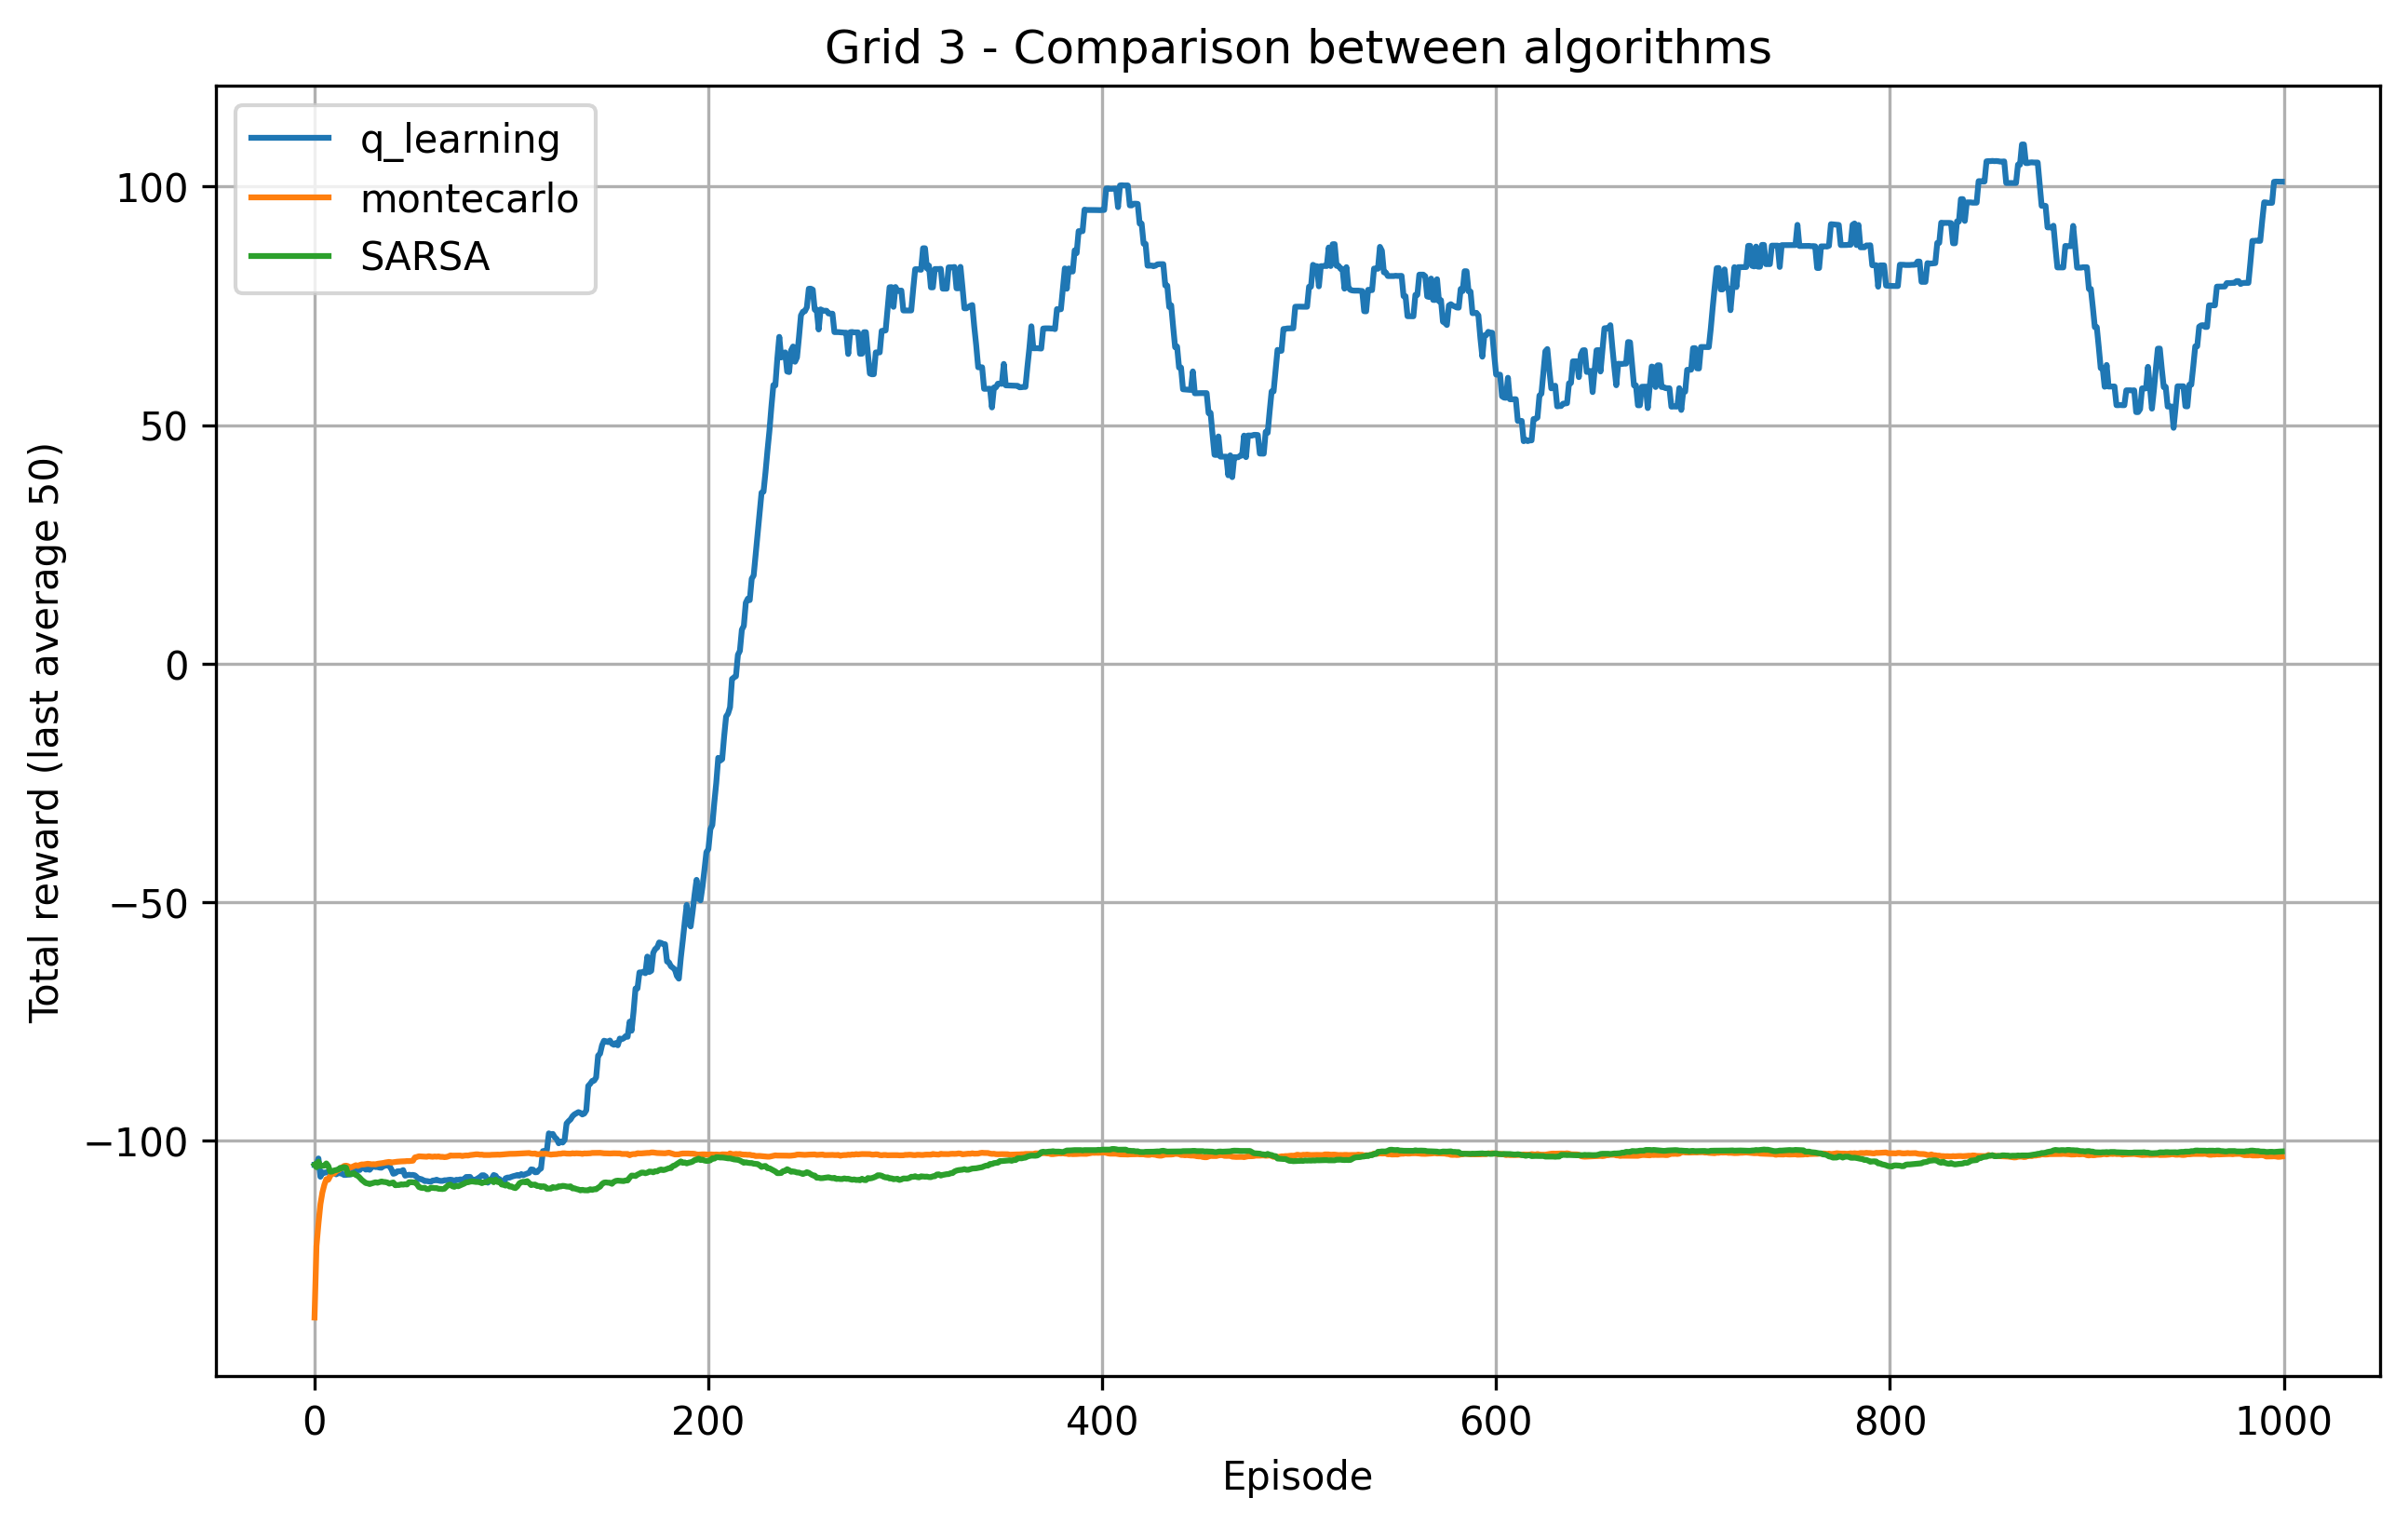 Grid 3 - Comparison between algorithms
q_learning
montecarlo
SARSA
100
50
0
−50
−100
Total reward (last average 50)
0 200 400 600 800 1000
Episode